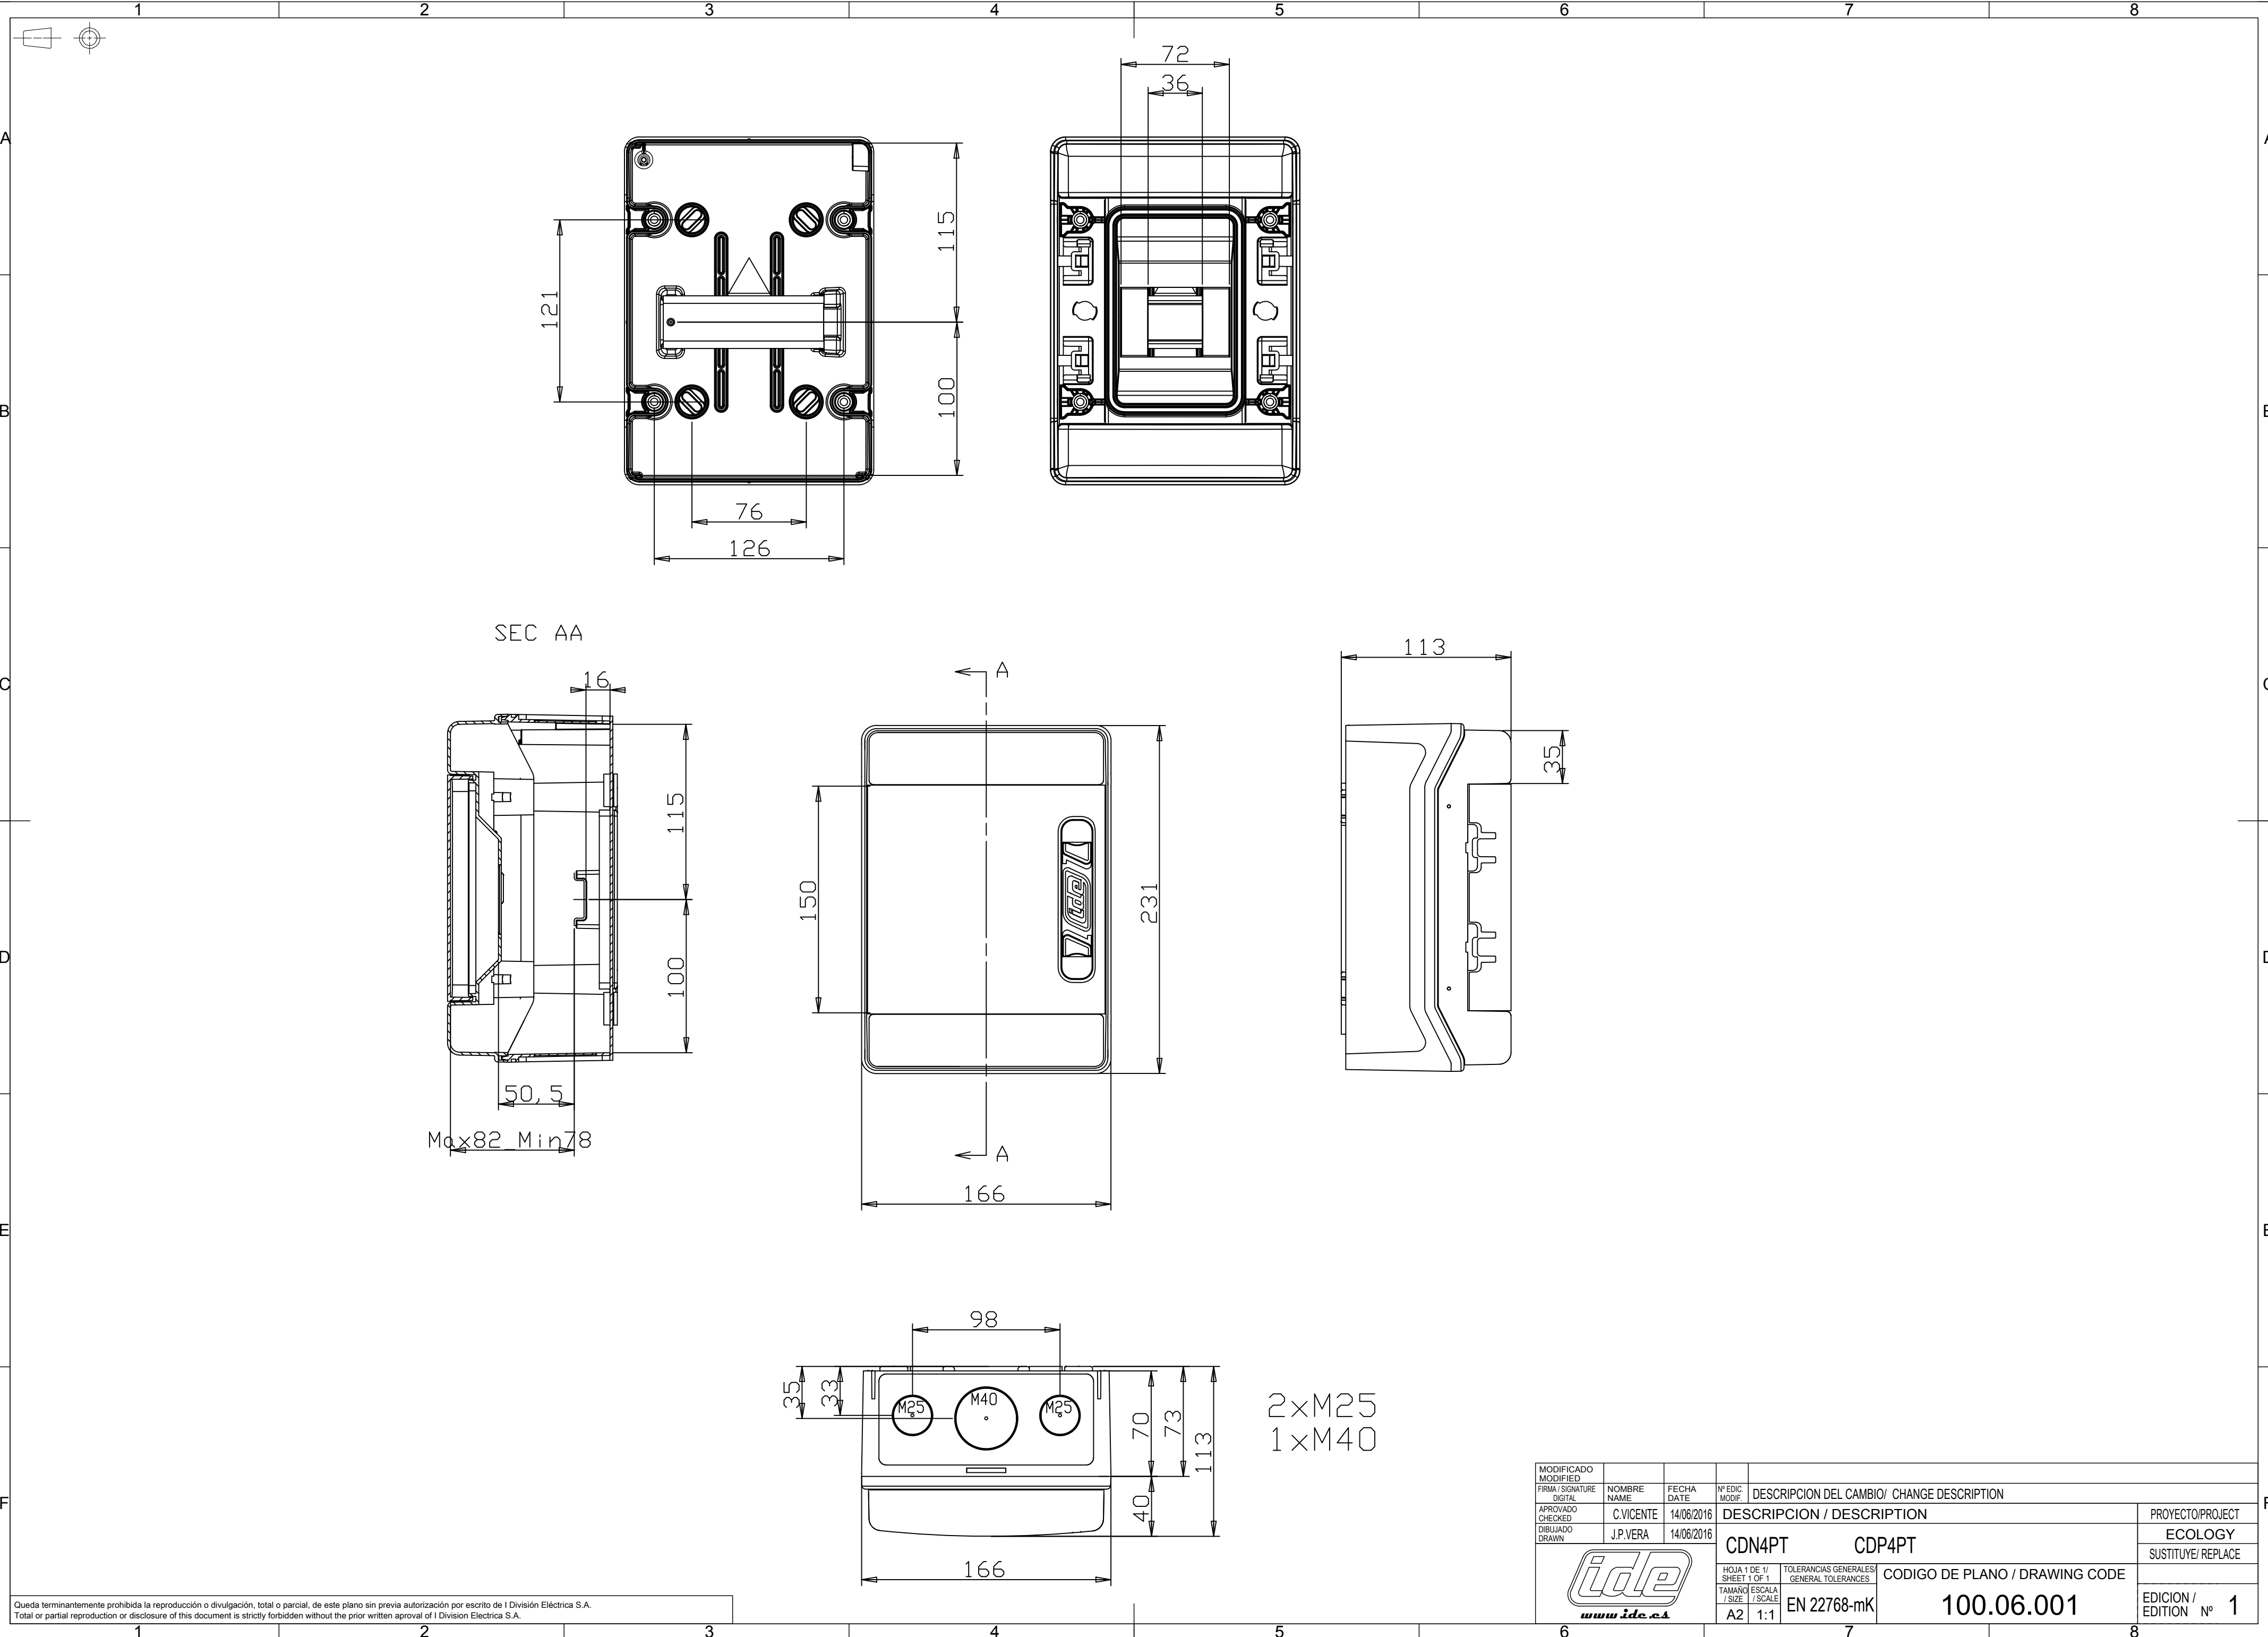 1 2 3 4 5 6 7 8
A
B
C
D
E
F
72
36
115
121
100
76
126
SEC AA
16
115
100
50,5
Max82_Min78
A
150
231
ide
A
166
113
35
98
35
33
M25 M40 M25
70
73
113
40
166
2xM25
1xM40
MODIFICADO
MODIFIED
FIRMA / SIGNATURE
DIGITAL
NOMBRE
NAME
FECHA
DATE
Nº EDIC.
MODIF.
DESCRIPCION DEL CAMBIO/ CHANGE DESCRIPTION
APROVADO
CHECKED
C.VICENTE 14/06/2016
DESCRIPCION / DESCRIPTION
PROYECTO/PROJECT
DIBUJADO
DRAWN
J.P.VERA 14/06/2016
CDN4PT CDP4PT
ECOLOGY
SUSTITUYE/ REPLACE
ide
www.ide.es
HOJA 1 DE 1/
SHEET 1 OF 1
TOLERANCIAS GENERALES/
GENERAL TOLERANCES
CODIGO DE PLANO / DRAWING CODE
TAMAÑO
/ SIZE
ESCALA
/ SCALE
A2 1:1
EN 22768-mK
100.06.001
EDICION /
EDITION Nº 1
Queda terminantemente prohibida la reproducción o divulgación, total o parcial, de este plano sin previa autorización por escrito de I División Eléctrica S.A.
Total or partial reproduction or disclosure of this document is strictly forbidden without the prior written aproval of I Division Electrica S.A.
1 2 3 4 5 6 7 8